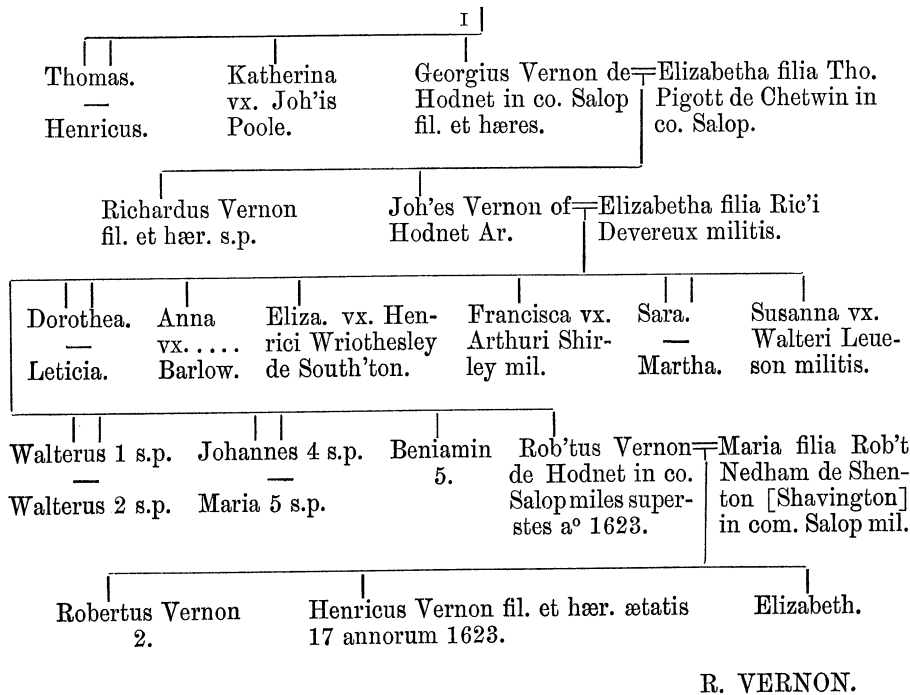 1
Thomas.
—
Henricus.
Katherina
vx. Joh'is
Poole.
Georgius Vernon de
Hodnet in co. Salop
fil. et hæres.
Elizabetha filia Tho.
Pigott de Chetwin in
co. Salop.
Richardus Vernon
fil. et hær. s.p.
Joh'es Vernon of
Hodnet Ar.
Elizabetha filia Ric'i
Devereux militis.
Dorothea.
—
Leticia.
Anna
vx. . . . .
Barlow.
Eliza. vx. Hen-
rici Wriothesley
de South'ton.
Francisca vx.
Arthuri Shir-
ley mil.
Sara.
—
Martha.
Susanna vx.
Walteri Leue-
son militis.
Walterus 1 s.p.
—
Walterus 2 s.p.
Johannes 4 s.p.
—
Maria 5 s.p.
Beniamin
5.
Rob'tus Vernon
de Hodnet in co.
Salop miles super-
stes aº 1623.
Maria filia Rob't
Nedham de Shen-
ton [Shavington]
in com. Salop mil.
Robertus Vernon
2.
Henricus Vernon fil. et hær. ætatis
17 annorum 1623.
Elizabeth.
R. VERNON.